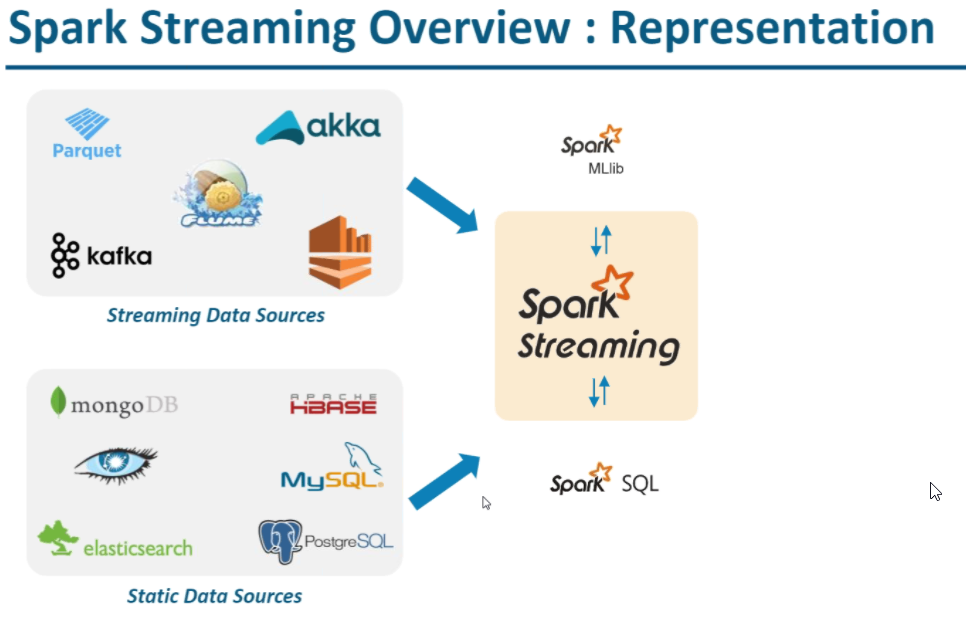 Spark Streaming Overview : Representation
Parquet
akka
FLUME
kafka
Streaming Data Sources
Spark
MLlib
Spark
Streaming
mongoDB
APACHE
HBASE
MySQL
elasticsearch
PostgreSQL
Static Data Sources
Spark SQL